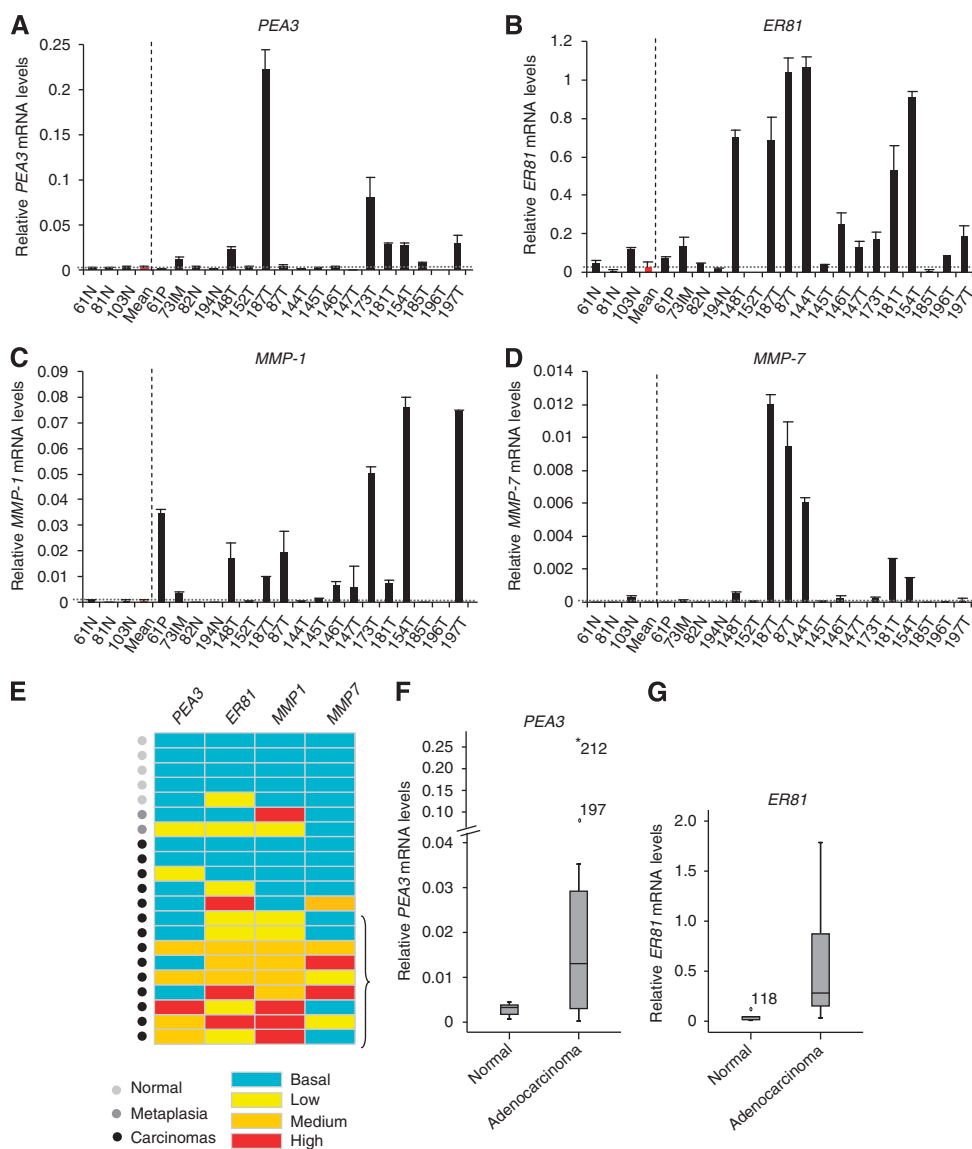 A
PEA3
Relative PEA3 mRNA levels
0.25
0.2
0.15
0.1
0.05
0
61N 81N 103N Mean 61P 73IM 82N 194N 148T 152T 187T 87T 144T 145T 146T 147T 173T 181T 154T 185T 196T 197T
B
ER81
Relative ER81 mRNA levels
1.2
1
0.8
0.6
0.4
0.2
0
61N 81N 103N Mean 61P 73IM 82N 194N 148T 152T 187T 87T 144T 145T 146T 147T 173T 181T 154T 185T 196T 197T
C
MMP-1
Relative MMP-1 mRNA levels
0.09
0.08
0.07
0.06
0.05
0.04
0.03
0.02
0.01
0
61N 81N 103N Mean 61P 73IM 82N 194N 148T 152T 187T 87T 144T 145T 146T 147T 173T 181T 154T 185T 196T 197T
D
MMP-7
Relative MMP-7 mRNA levels
0.014
0.012
0.01
0.008
0.006
0.004
0.002
0
61N 81N 103N Mean 61P 73IM 82N 194N 148T 152T 187T 87T 144T 145T 146T 147T 173T 181T 154T 185T 196T 197T
E
PEA3 ER81 MMP1 MMP7
Normal
Metaplasia
Carcinomas
Basal
Low
Medium
High
F
PEA3
Relative PEA3 mRNA levels
0.25
0.20
0.15
0.10
0.04
0.03
0.02
0.01
0
*212
197
Normal
Adenocarcinoma
G
ER81
Relative ER81 mRNA levels
2.0
1.5
1.0
0.5
0
118
Normal
Adenocarcinoma